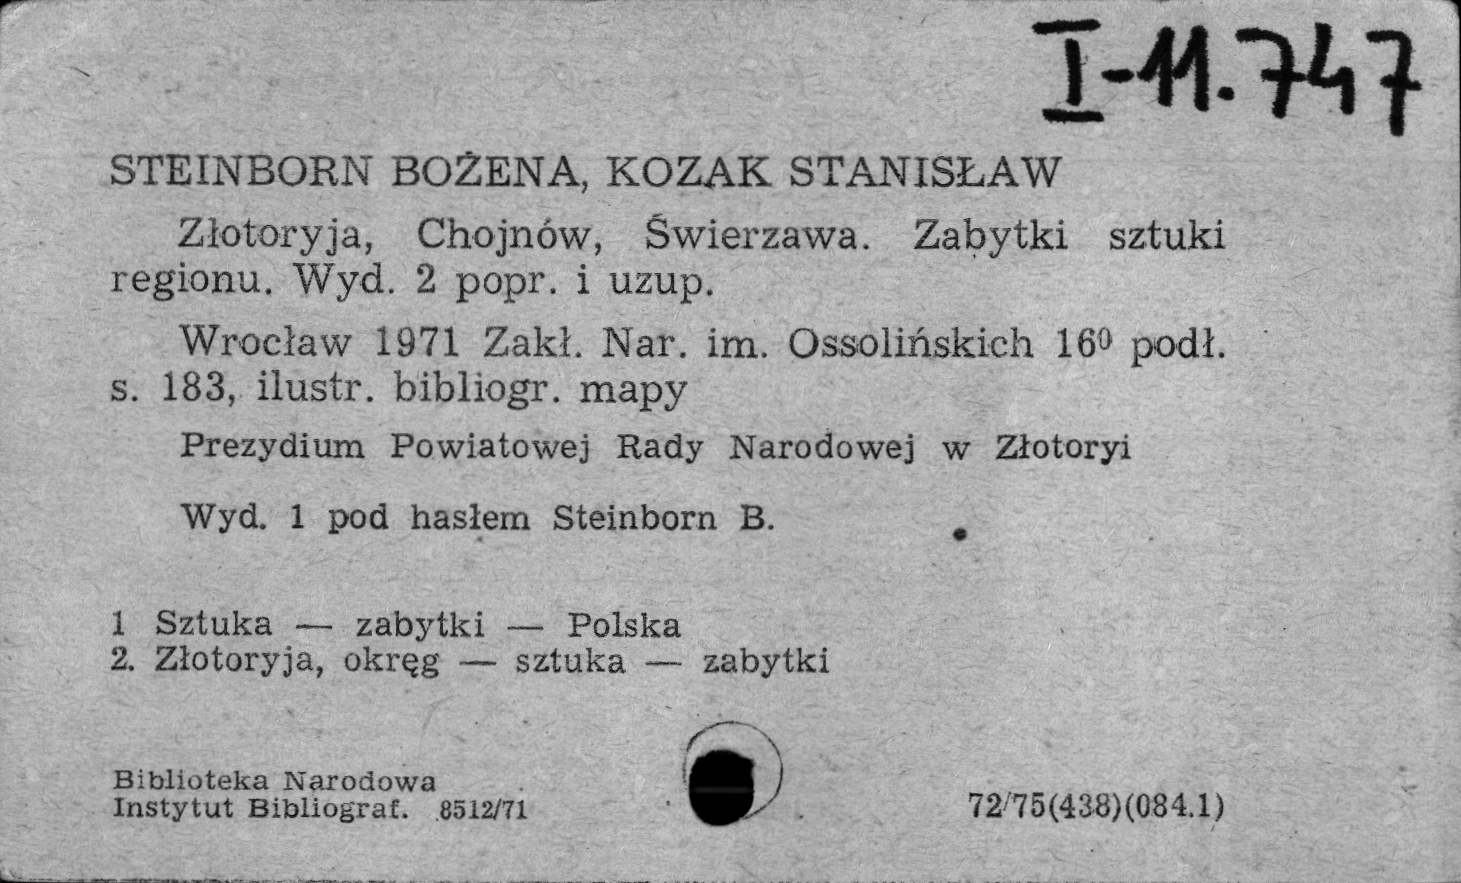 I-11.747
STEINBORN BOŻENA, KOZAK STANISŁAW
Złotoryja, Chojnów, Świerzawa. Zabytki sztuki
regionu. Wyd. 2 popr. i uzup.
Wrocław 1971 Zakł. Nar. im. Ossolińskich 16⁰ podł.
s. 183, ilustr. bibliogr. mapy
Prezydium Powiatowej Rady Narodowej w Złotoryi
Wyd. 1 pod hasłem Steinborn B.
1 Sztuka — zabytki — Polska
2. Złotoryja, okręg — sztuka — zabytki
Biblioteka Narodowa
Instytut Bibliograf. 8512/71
72/75(438)(084.1)